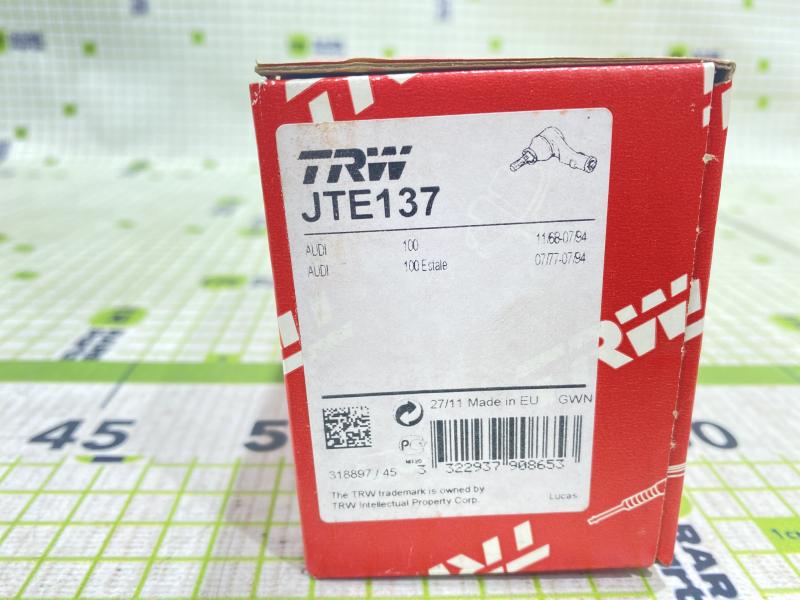 TRW
JTE137
AUDI 100 11/68-07/94
AUDI 100 Estate 07/77-07/94
TRW
27/11 Made in EU GWN
318897 / 45 3 322937 908653
The TRW trademark is owned by
TRW Intellectual Property Corp. Lucas
45
1см